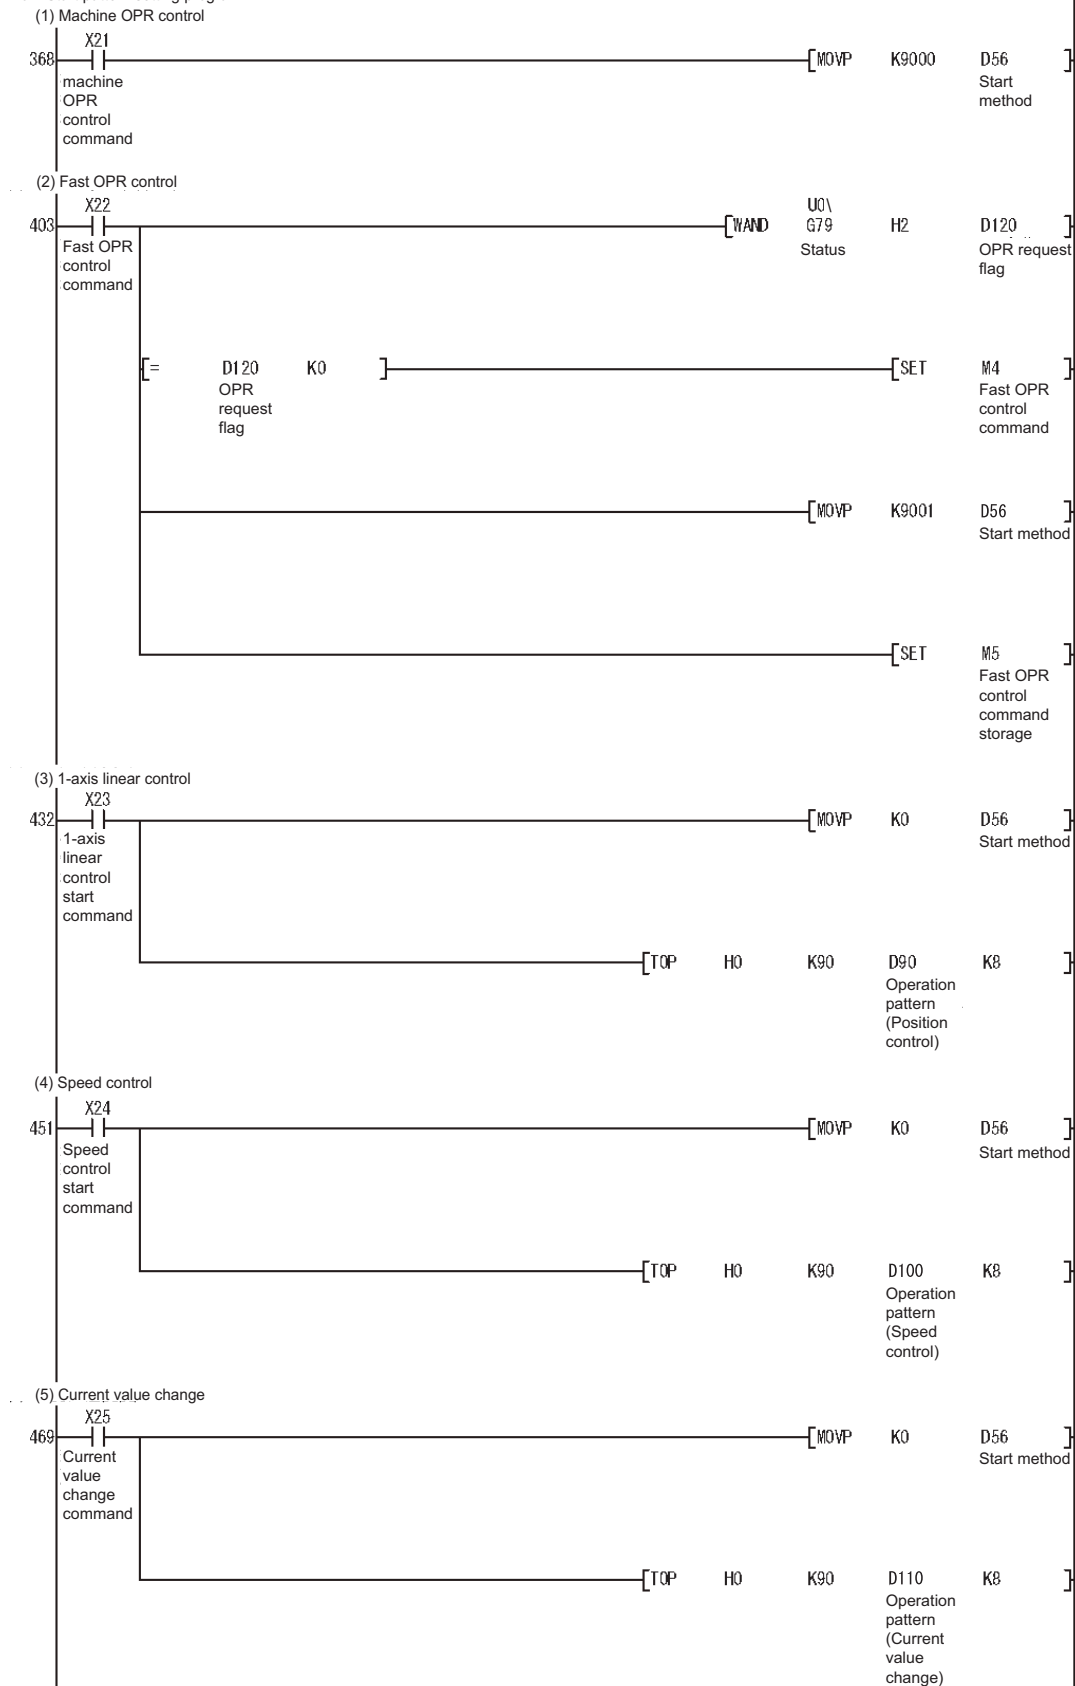 (1) Machine OPR control
X21
368 [MOVP K9000 D56 ]
machine OPR control command
Start method
(2) Fast OPR control
X22
403 [WAND U0\G79 H2 D120 ]
Fast OPR control command
Status
OPR request flag
[= D120 K0 ] [SET M4 ]
OPR request flag
Fast OPR control command
[MOVP K9001 D56 ]
Start method
[SET M5 ]
Fast OPR control command storage
(3) 1-axis linear control
X23
432 [MOVP K0 D56 ]
1-axis linear control start command
Start method
[TOP H0 K90 D90 K8 ]
Operation pattern (Position control)
(4) Speed control
X24
451 [MOVP K0 D56 ]
Speed control start command
Start method
[TOP H0 K90 D100 K8 ]
Operation pattern (Speed control)
(5) Current value change
X25
469 [MOVP K0 D56 ]
Current value change command
Start method
[TOP H0 K90 D110 K8 ]
Operation pattern (Current value change)